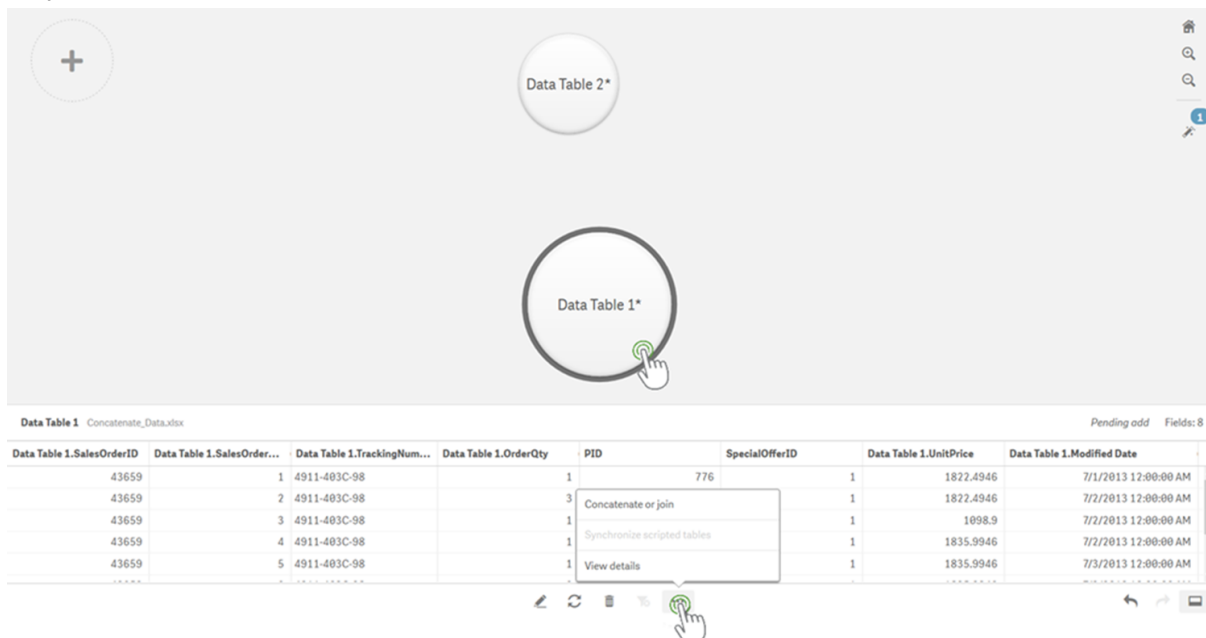 +
1
Data Table 2*
Data Table 1*
Data Table 1 Concatenate_Data.xlsx Pending add Fields: 8
Data Table 1.SalesOrderID Data Table 1.SalesOrder... Data Table 1.TrackingNum... Data Table 1.OrderQty PID SpecialOfferID Data Table 1.UnitPrice Data Table 1.Modified Date
43659 1 4911-403C-98 1 776 1 1822.4946 7/1/2013 12:00:00 AM
43659 2 4911-403C-98 3 1 1822.4946 7/2/2013 12:00:00 AM
43659 3 4911-403C-98 1 1 1098.9 7/2/2013 12:00:00 AM
43659 4 4911-403C-98 1 1 1835.9946 7/2/2013 12:00:00 AM
43659 5 4911-403C-98 1 1 1835.9946 7/3/2013 12:00:00 AM
Concatenate or join
Synchronize scripted tables
View details